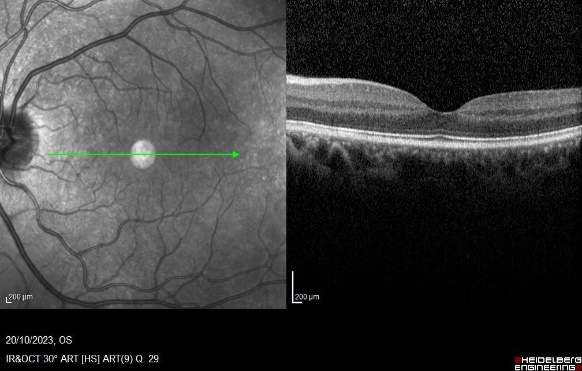 200 µm
200 µm
20/10/2023, OS
IR&OCT 30° ART [HS] ART(9) Q: 29
HEIDELBERG
ENGINEERING